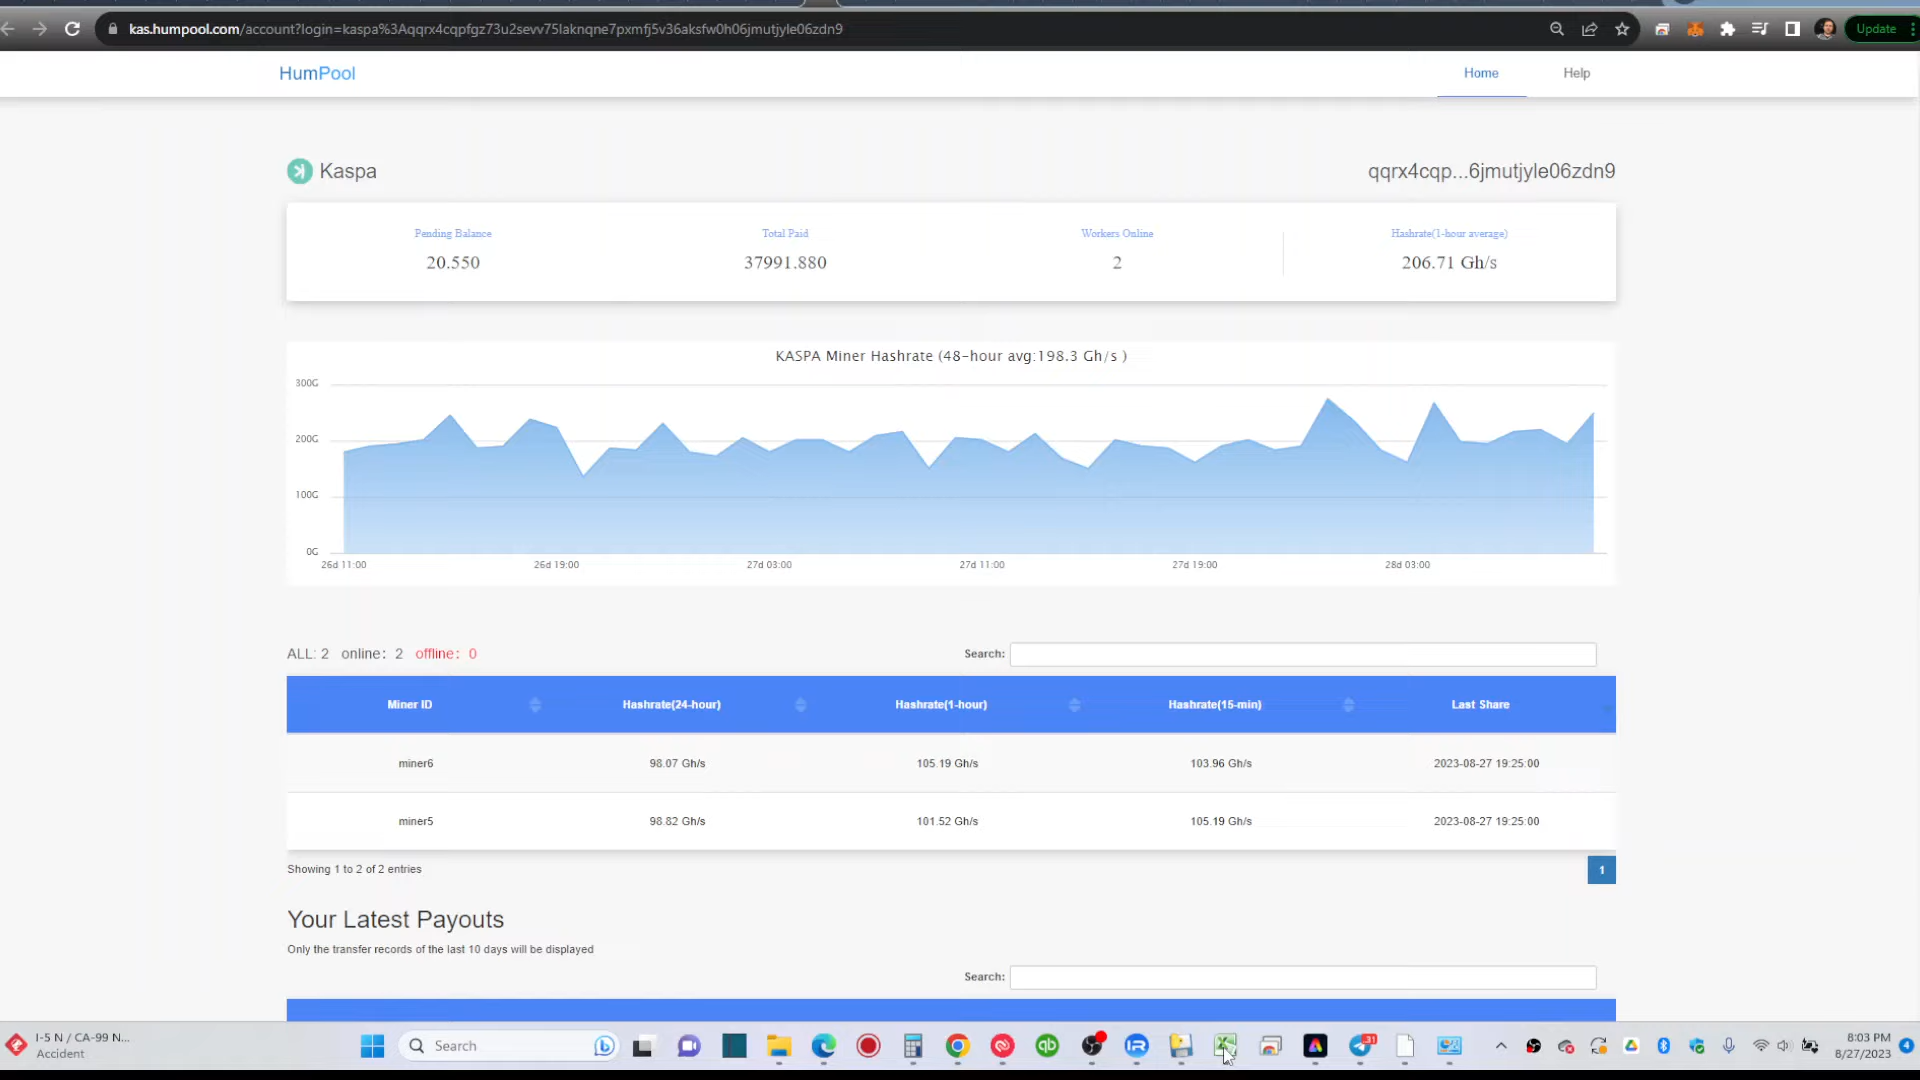 kas.humpool.com/account?login=kaspa%3Aqqrx4cqpfgz73u2sevv75laknqne7pxmfj5v36aksfw0h06jmutjyle06zdn9
Update
HumPool
Home
Help
Kaspa
qqrx4cqp...6jmutjyle06zdn9
Pending Balance
Total Paid
Workers Online
Hashrate(1-hour average)
20.550
37991.880
2
206.71 Gh/s
KASPA Miner Hashrate (48-hour avg:198.3 Gh/s )
300G
200G
100G
0G
26d 11:00
26d 19:00
27d 03:00
27d 11:00
27d 19:00
28d 03:00
ALL: 2 online: 2 offline: 0
Search:
Miner ID
Hashrate(24-hour)
Hashrate(1-hour)
Hashrate(15-min)
Last Share
miner6
98.07 Gh/s
105.19 Gh/s
103.96 Gh/s
2023-08-27 19:25:00
miner5
98.82 Gh/s
101.52 Gh/s
105.19 Gh/s
2023-08-27 19:25:00
Showing 1 to 2 of 2 entries
1
Your Latest Payouts
Only the transfer records of the last 10 days will be displayed
Search:
I-5 N / CA-99 N...
Accident
Search
qb
IR
31
8:03 PM
8/27/2023
4